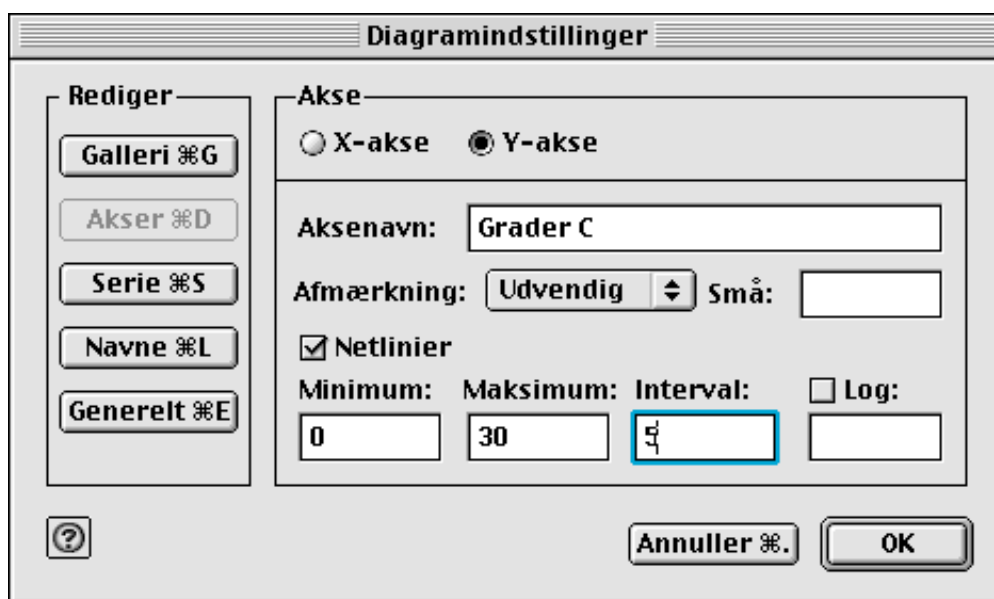 Diagramindstillinger
Rediger
Galleri ⌘G
Akser ⌘D
Serie ⌘S
Navne ⌘L
Generelt ⌘E
Akse
X-akse Y-akse
Aksenavn: Grader C
Afmærkning: Udvendig Små:
Netlinier
Minimum: Maksimum: Interval: Log:
0 30 5
? Annuller ⌘. OK